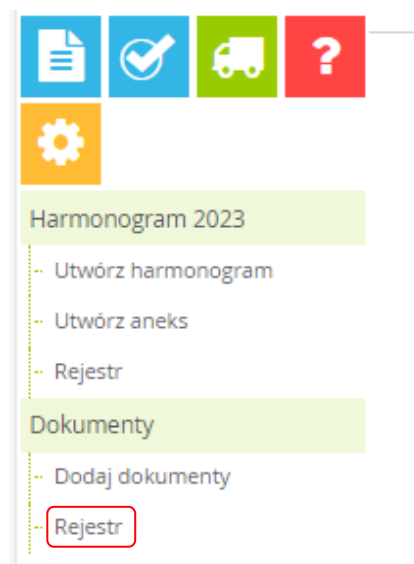 ?
Harmonogram 2023
Utwórz harmonogram
Utwórz aneks
Rejestr
Dokumenty
Dodaj dokumenty
Rejestr